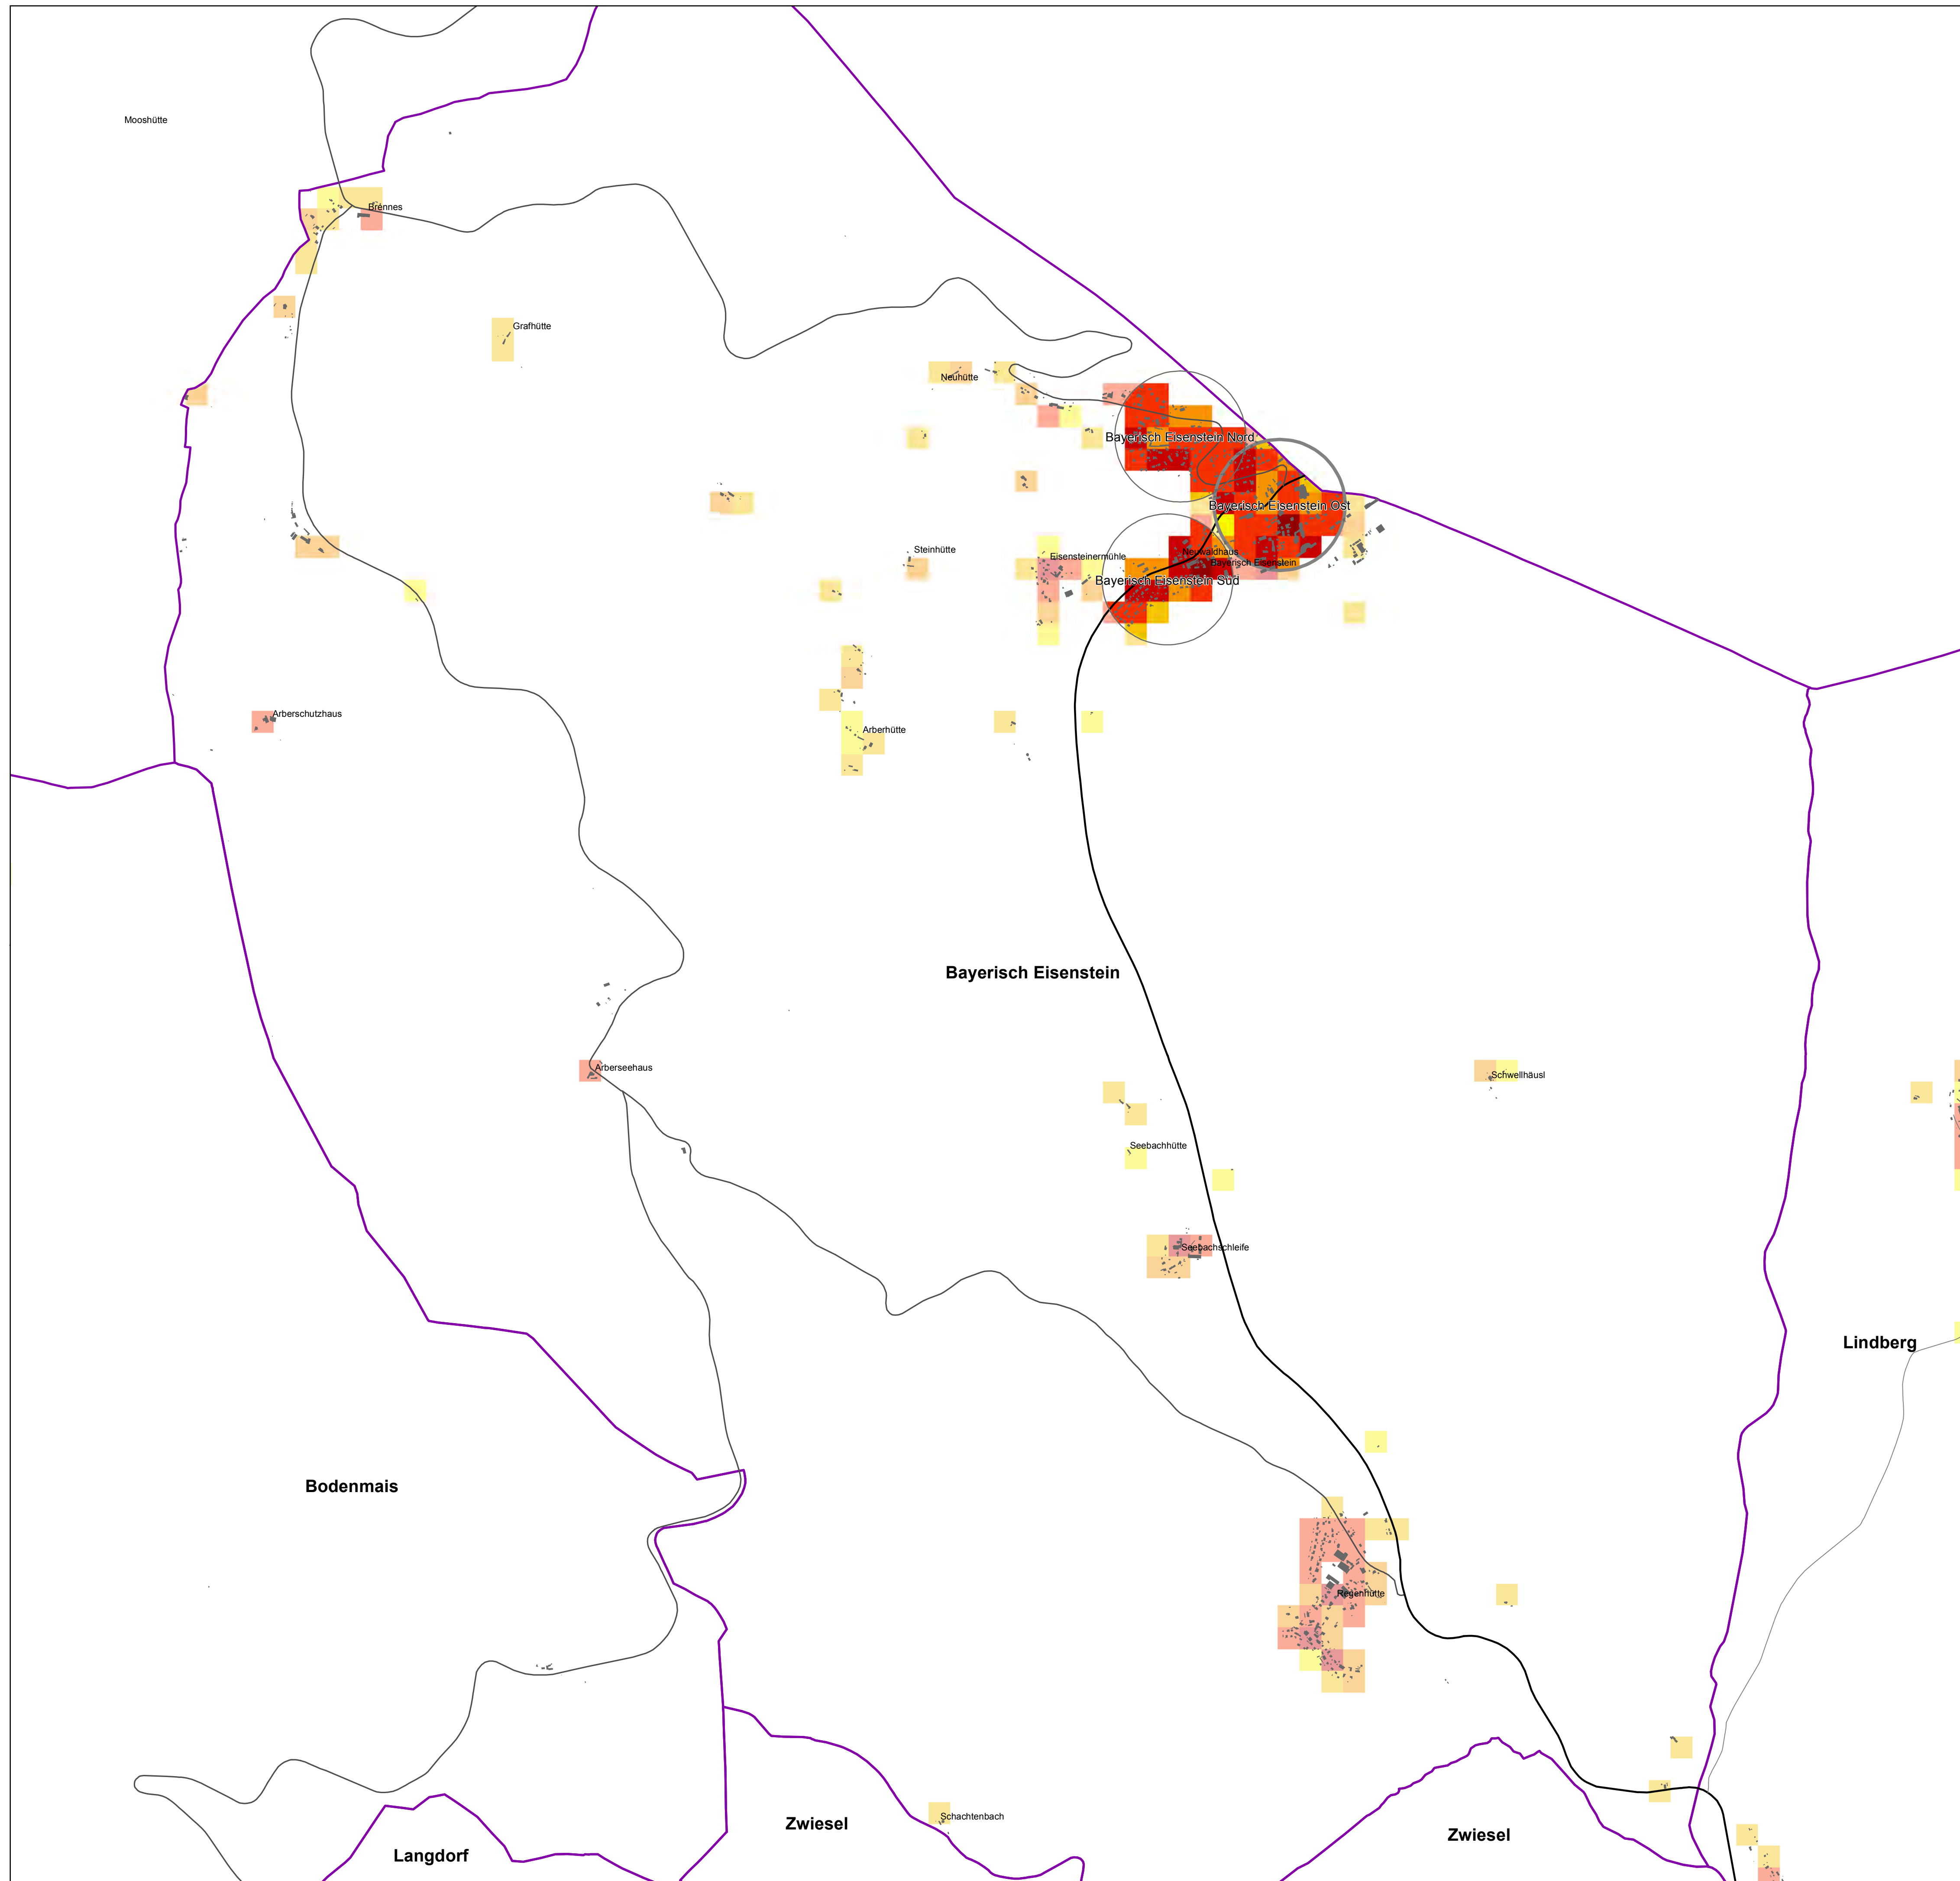 Mooshütte
Brennes
Grafhütte
Neuhütte
Bayerisch Eisenstein Nord
Bayerisch Eisenstein Ost
Steinhütte
Eisensteinermühle
Neuwaldhaus
Bayerisch Eisenstein
Bayerisch Eisenstein Süd
Arberschutzhaus
Arberhütte
Bayerisch Eisenstein
Arberseehaus
Schwellhäusl
Seebachhütte
Seebachschleife
Lindberg
Bodenmais
Regenhütte
Schachtenbach
Zwiesel
Zwiesel
Langdorf